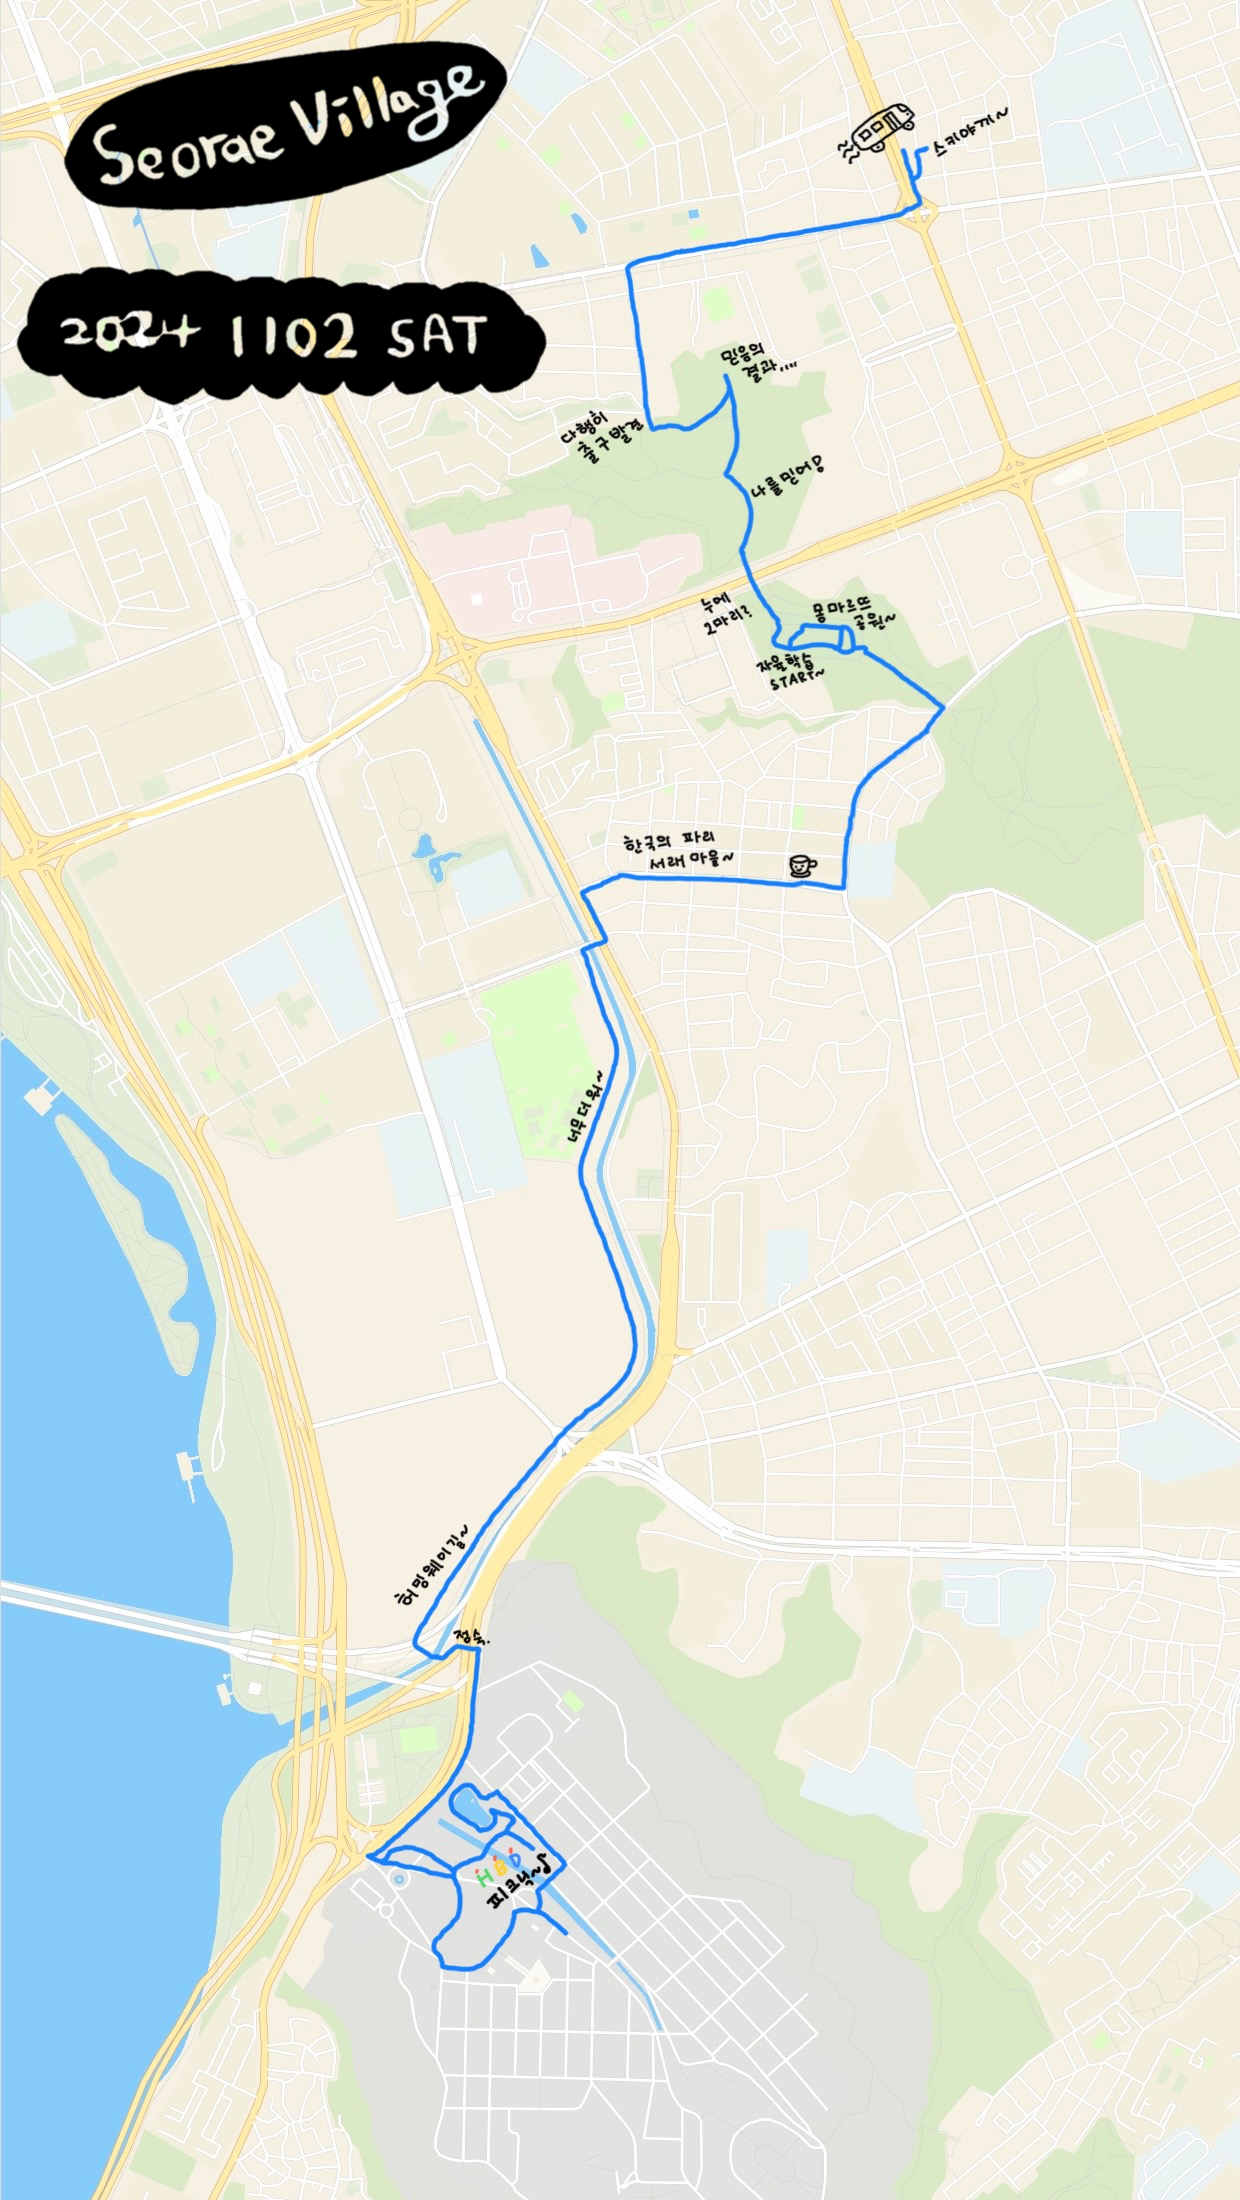 Seorae Village
2024 1102 SAT
스키야끼~
믿음의
결과....
다행히
출구 발견
나를 믿어!
누에
2마리?
몽마르뜨
공원~
자율학습
START~
한국의 파리
서래 마을~
너무 더워~
허밍웨이길~
정숙.
HBD
피크닉~♪